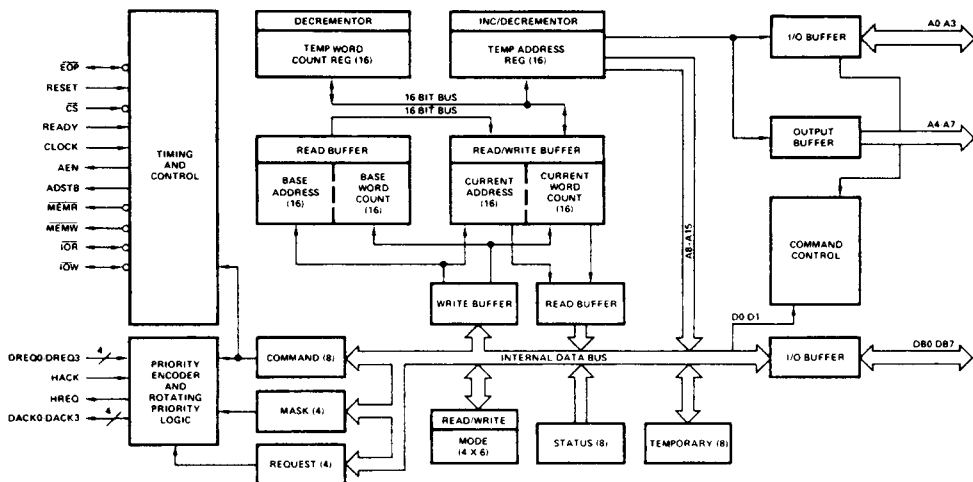 DECREMENTOR
TEMP WORD
COUNT REG (16)
INC/DECREMENTOR
TEMP ADDRESS
REG (16)
I/O BUFFER
A0 A3
16 BIT BUS
16 BIT BUS
OUTPUT
BUFFER
A4 A7
EOP
RESET
CS
READY
CLOCK
AEN
ADSTB
MEMR
MEMW
IOR
IOW
TIMING
AND
CONTROL
READ BUFFER
BASE
ADDRESS
(16)
BASE
WORD
COUNT (16)
READ/WRITE BUFFER
CURRENT
ADDRESS
(16)
CURRENT
WORD
COUNT (16)
A8-A15
COMMAND
CONTROL
WRITE BUFFER
READ BUFFER
D0 D1
DREQ0 DREQ3
4
HACK
HREQ
DACK0 DACK3
4
PRIORITY
ENCODER
AND
ROTATING
PRIORITY
LOGIC
COMMAND (8)
MASK (4)
REQUEST (4)
INTERNAL DATA BUS
I/O BUFFER
DB0 DB7
READ/WRITE
MODE
(4 X 6)
STATUS (8)
TEMPORARY (8)